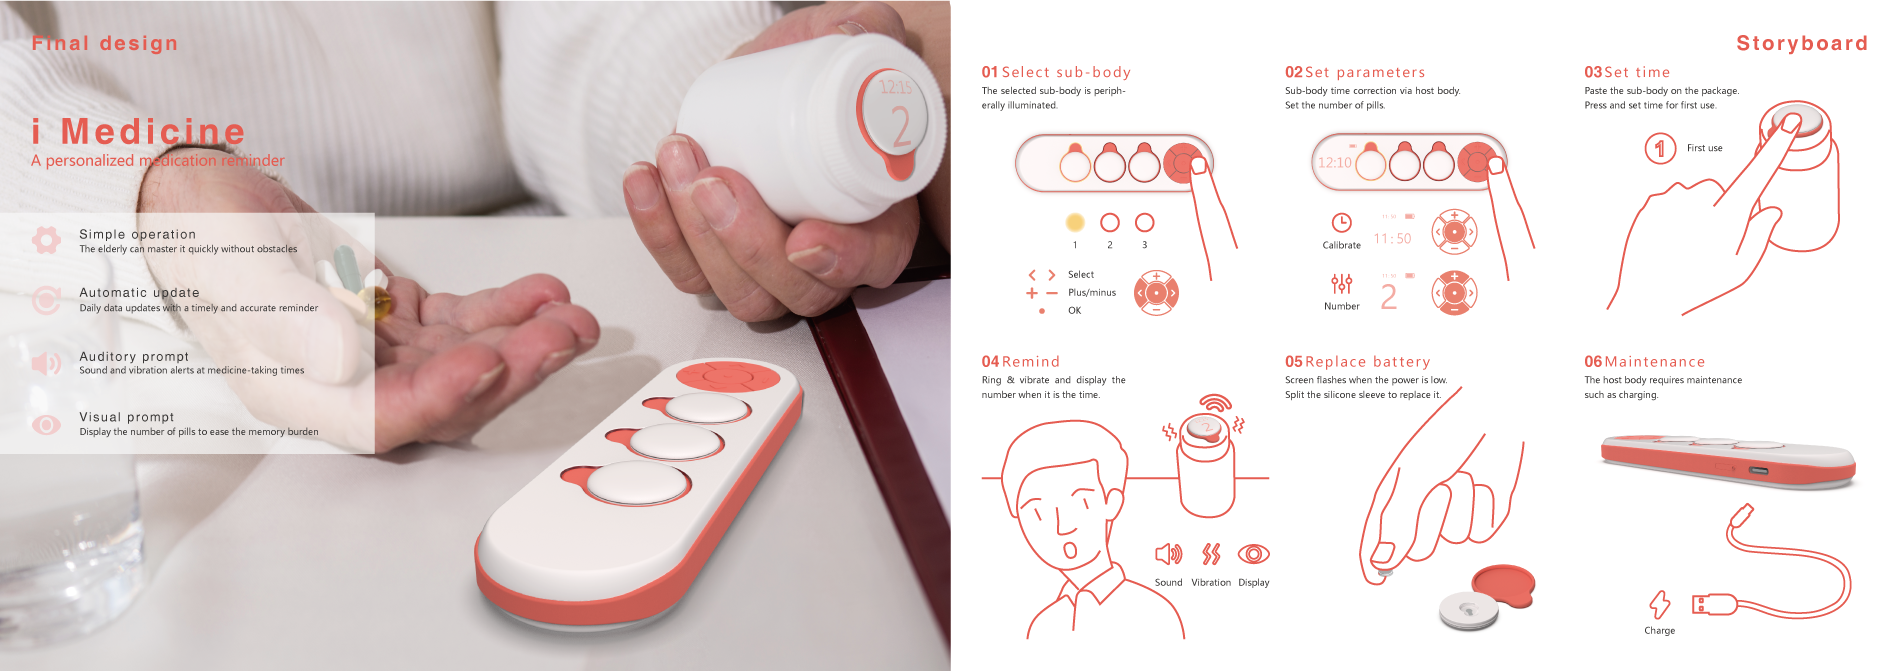 Final design
i Medicine
A personalized medication reminder
Simple operation
The elderly can master it quickly without obstacles
Automatic update
Daily data updates with a timely and accurate reminder
Auditory prompt
Sound and vibration alerts at medicine-taking times
Visual prompt
Display the number of pills to ease the memory burden
12:15
2
Storyboard
01 Select sub-body
The selected sub-body is periph-
erally illuminated.
1 2 3
Select
Plus/minus
OK
02 Set parameters
Sub-body time correction via host body.
Set the number of pills.
12:10
11:50
Calibrate
11:50
11:50
Number
2
03 Set time
Paste the sub-body on the package.
Press and set time for first use.
1 First use
04 Remind
Ring & vibrate and display the
number when it is the time.
2
Sound Vibration Display
05 Replace battery
Screen flashes when the power is low.
Split the silicone sleeve to replace it.
06 Maintenance
The host body requires maintenance
such as charging.
Charge